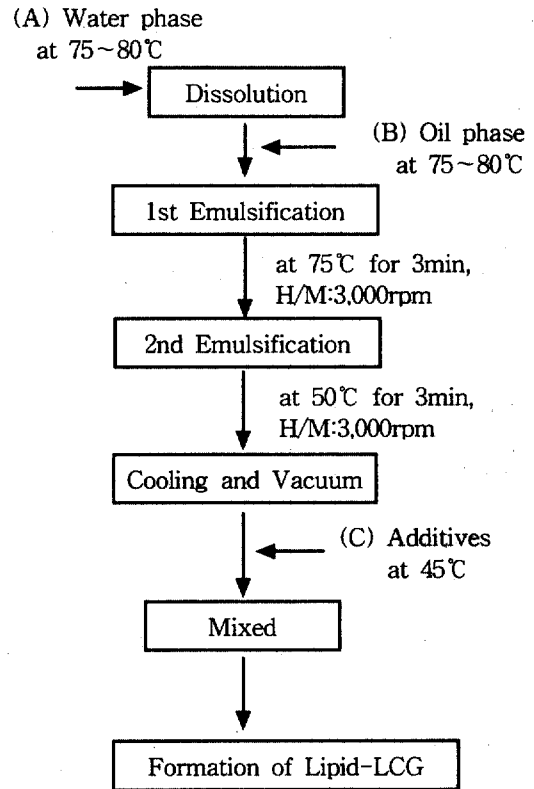 (A) Water phase
at 75~80℃
Dissolution
(B) Oil phase
at 75~80℃
1st Emulsification
at 75℃ for 3min,
H/M:3,000rpm
2nd Emulsification
at 50℃ for 3min,
H/M:3,000rpm
Cooling and Vacuum
(C) Additives
at 45℃
Mixed
Formation of Lipid-LCG